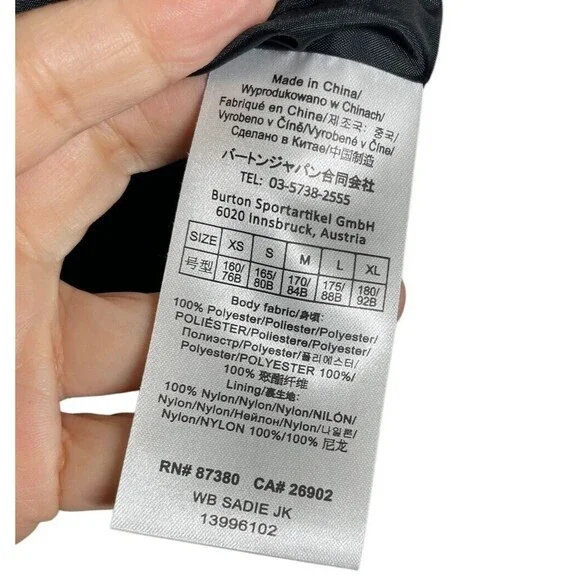 Made in China/
Wyprodukowano w Chinach/
Fabriqué en Chine/제조국: 중국/
Vyrobeno v Číně/Vyrobené v Číne/
Сделано в Китае/中国制造
バートンジャパン合同会社
TEL: 03-5738-2555
Burton Sportartikel GmbH
6020 Innsbruck, Austria
SIZE XS S M L XL
号型 160/76B 165/80B 170/84B 175/88B 180/92B
Body fabric/身頃:
100% Polyester/Poliester/Polyester/
POLIÉSTER/Poliestere/Polyester/
Полиэстр/Polyester/폴리에스터/
Polyester/POLYESTER 100%/
100% 聚酯纤维
Lining/裏生地:
100% Nylon/Nylon/Nylon/NILÓN/
Nylon/Nylon/Нейлон/Nylon/나일론/
Nylon/NYLON 100%/100% 尼龙
RN# 87380 CA# 26902
WB SADIE JK
13996102